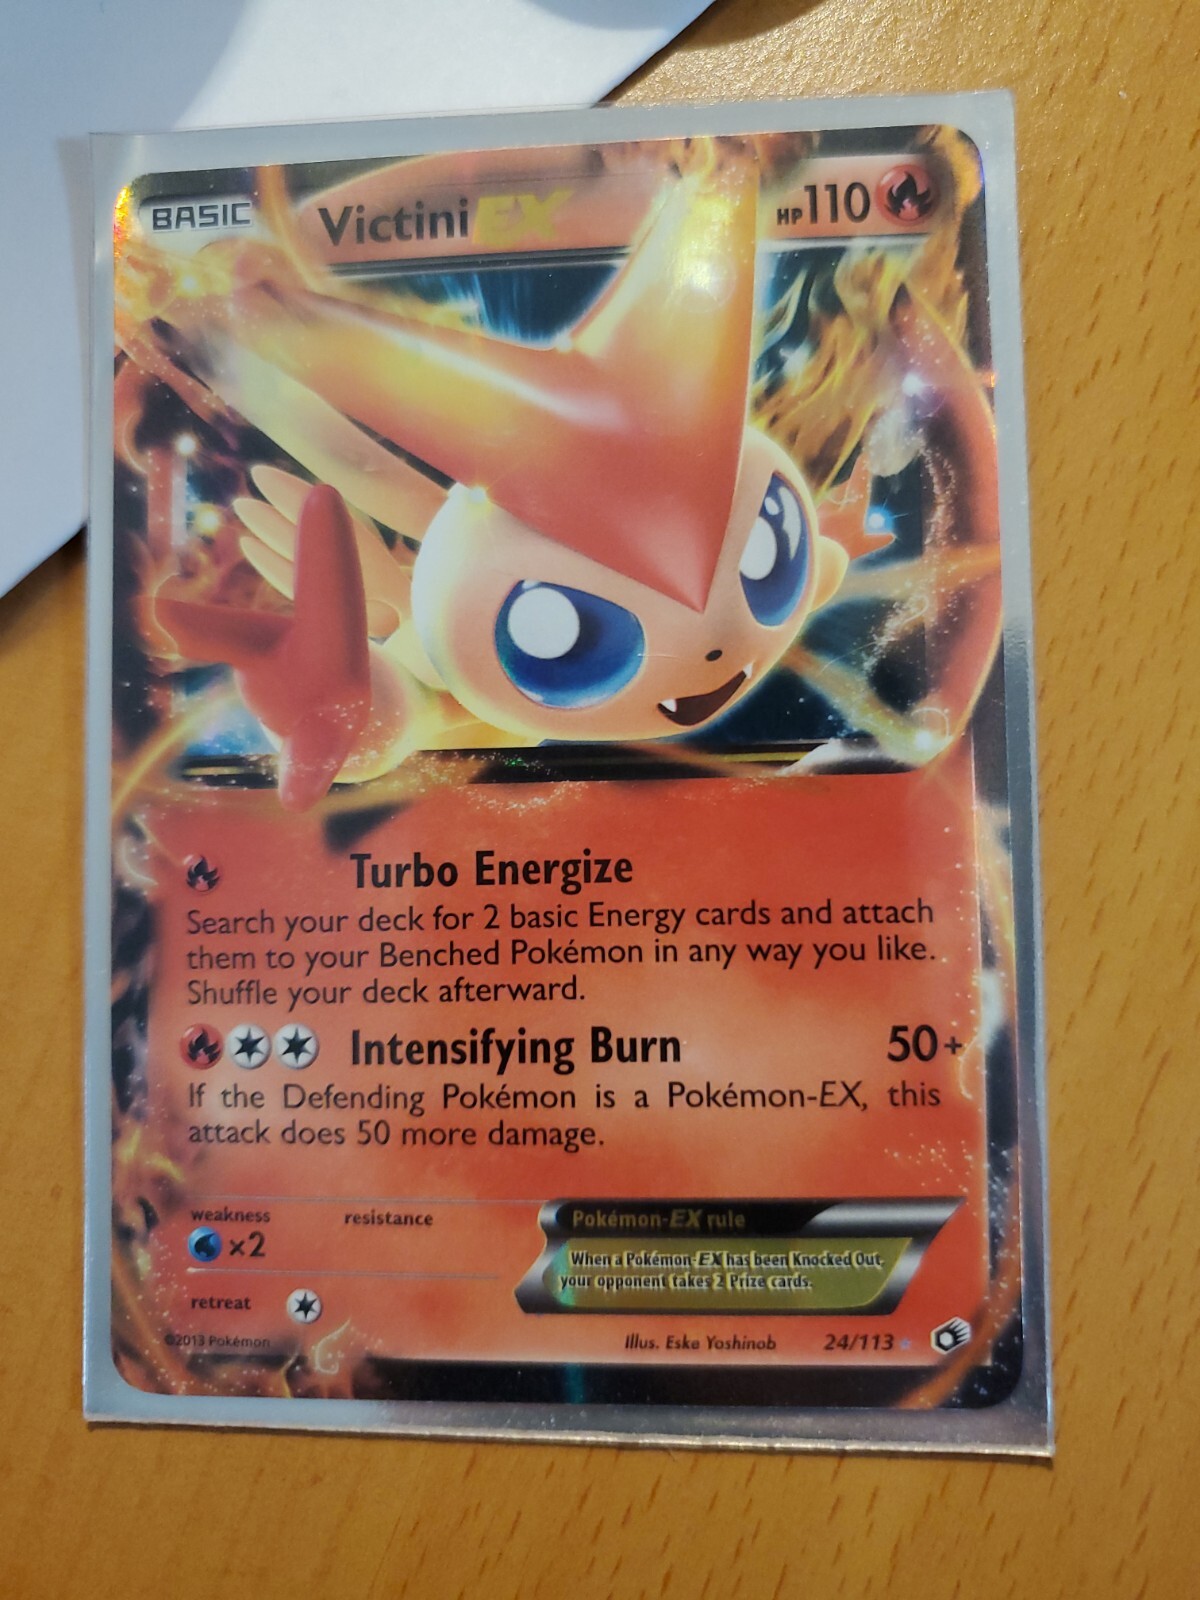 BASIC Victini EX HP110
Turbo Energize
Search your deck for 2 basic Energy cards and attach
them to your Benched Pokémon in any way you like.
Shuffle your deck afterward.
Intensifying Burn 50+
If the Defending Pokémon is a Pokémon-EX, this
attack does 50 more damage.
weakness resistance
×2
Pokémon-EX rule
When a Pokémon-EX has been Knocked Out,
your opponent takes 2 Prize cards.
retreat
©2013 Pokémon Illus. Eske Yoshinob 24/113